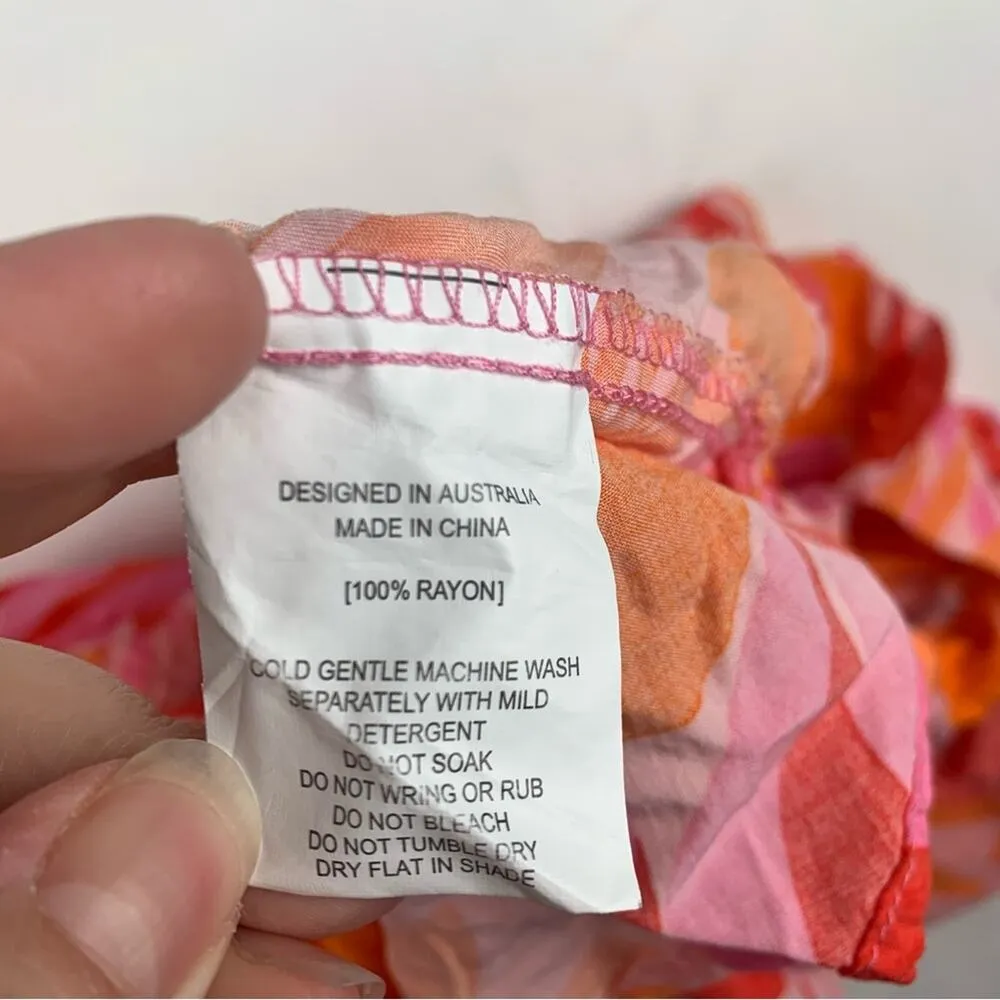 DESIGNED IN AUSTRALIA
MADE IN CHINA
[100% RAYON]
COLD GENTLE MACHINE WASH
SEPARATELY WITH MILD
DETERGENT
DO NOT SOAK
DO NOT WRING OR RUB
DO NOT BLEACH
DO NOT TUMBLE DRY
DRY FLAT IN SHADE